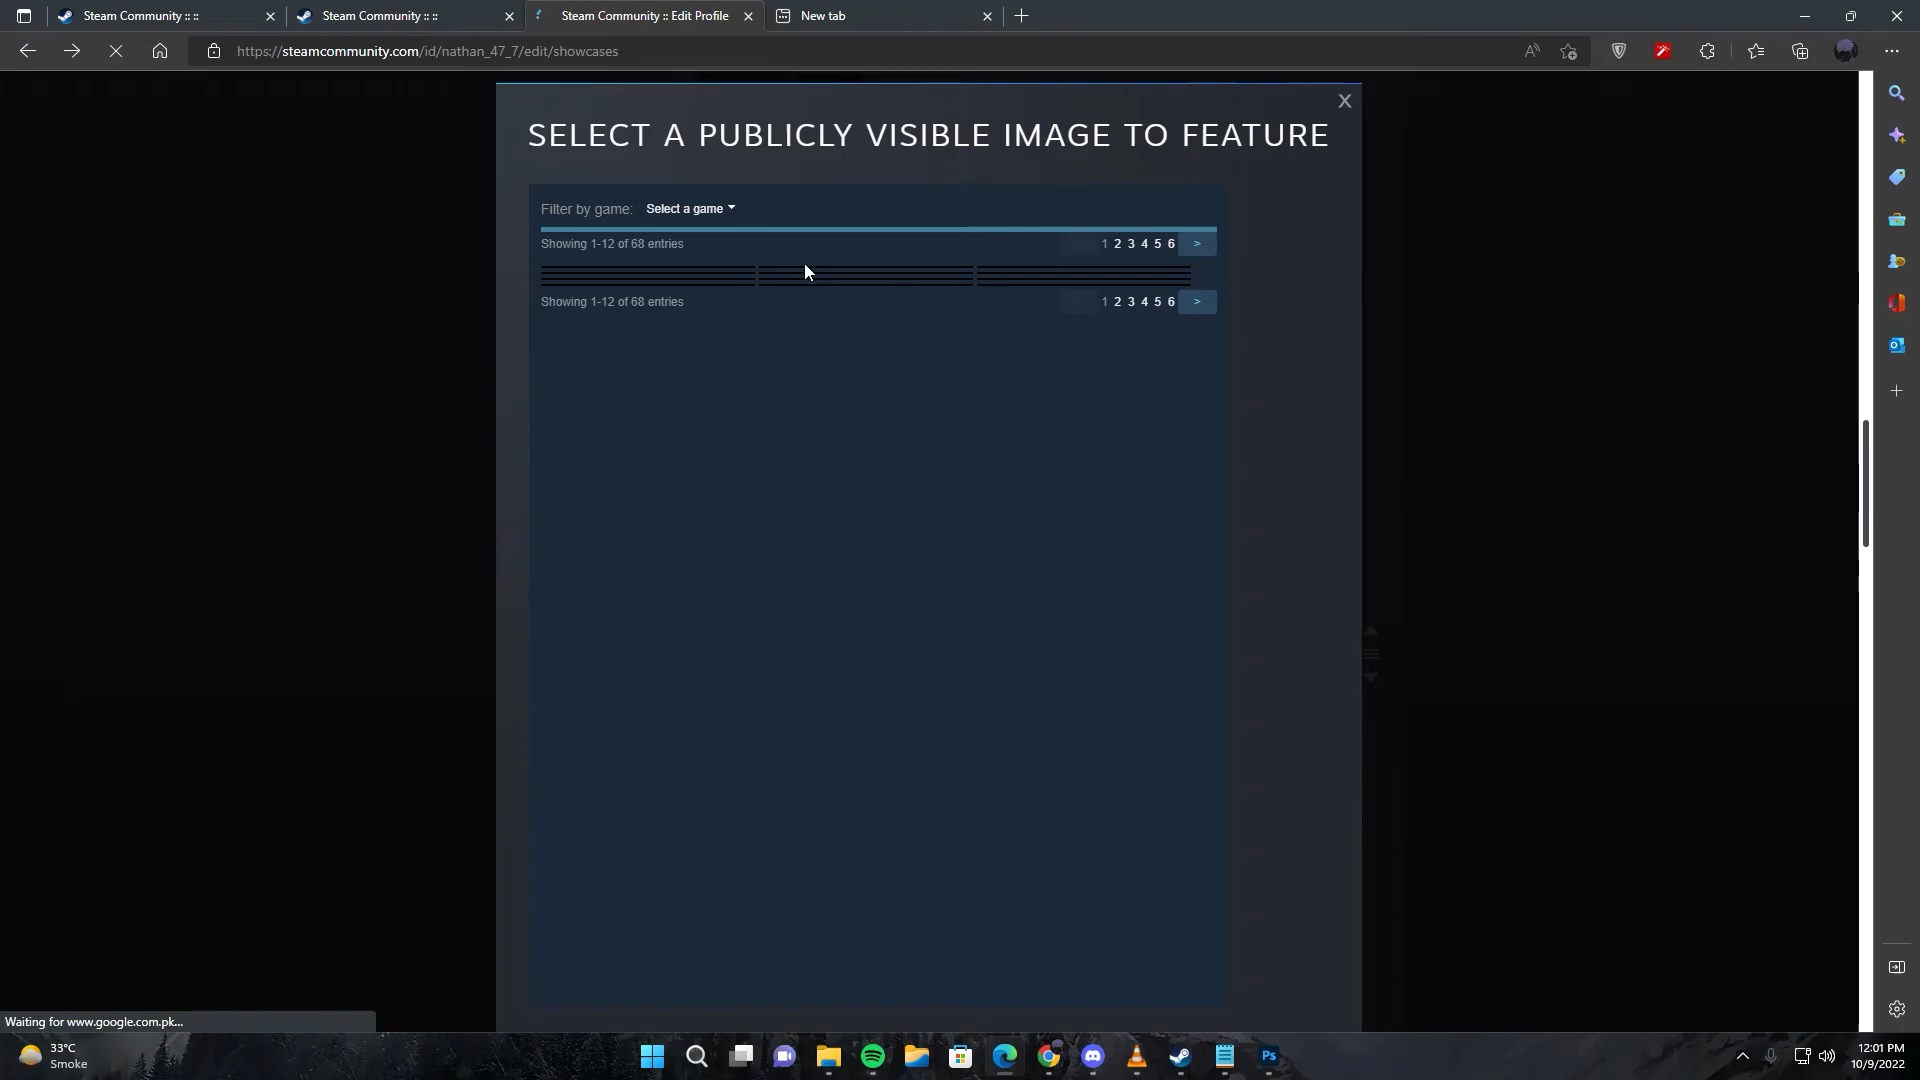 Steam Community :: ::
Steam Community :: ::
Steam Community :: Edit Profile
New tab
https://steamcommunity.com/id/nathan_47_7/edit/showcases
X
SELECT A PUBLICLY VISIBLE IMAGE TO FEATURE
Filter by game: Select a game
Showing 1-12 of 68 entries
1 2 3 4 5 6 >
Showing 1-12 of 68 entries
1 2 3 4 5 6 >
Waiting for www.google.com.pk...
33°C
Smoke
Ps
12:01 PM
10/9/2022